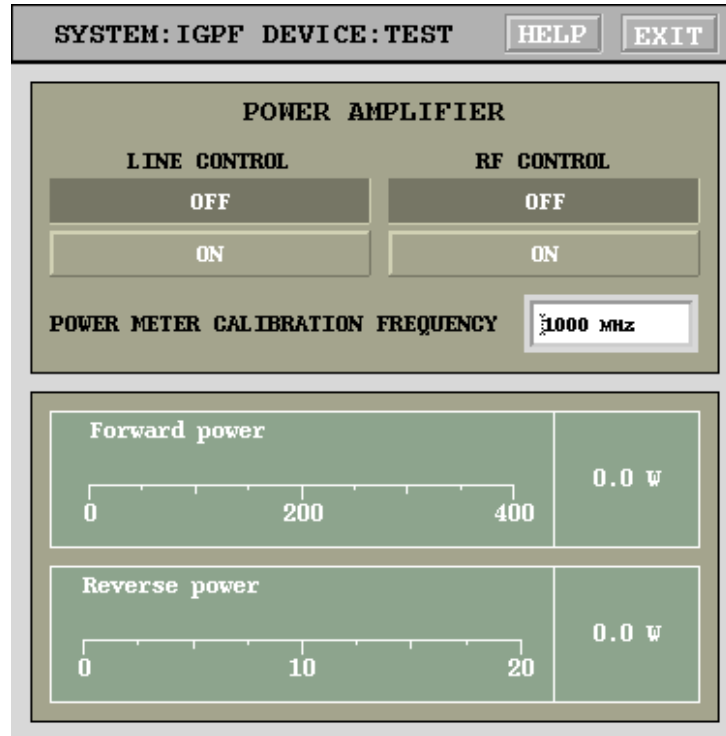 SYSTEM:IGPF DEVICE:TEST HELP EXIT
POWER AMPLIFIER
LINE CONTROL RF CONTROL
OFF OFF
ON ON
POWER METER CALIBRATION FREQUENCY 1000 MHz
Forward power
0.0 W
0 200 400
Reverse power
0.0 W
0 10 20